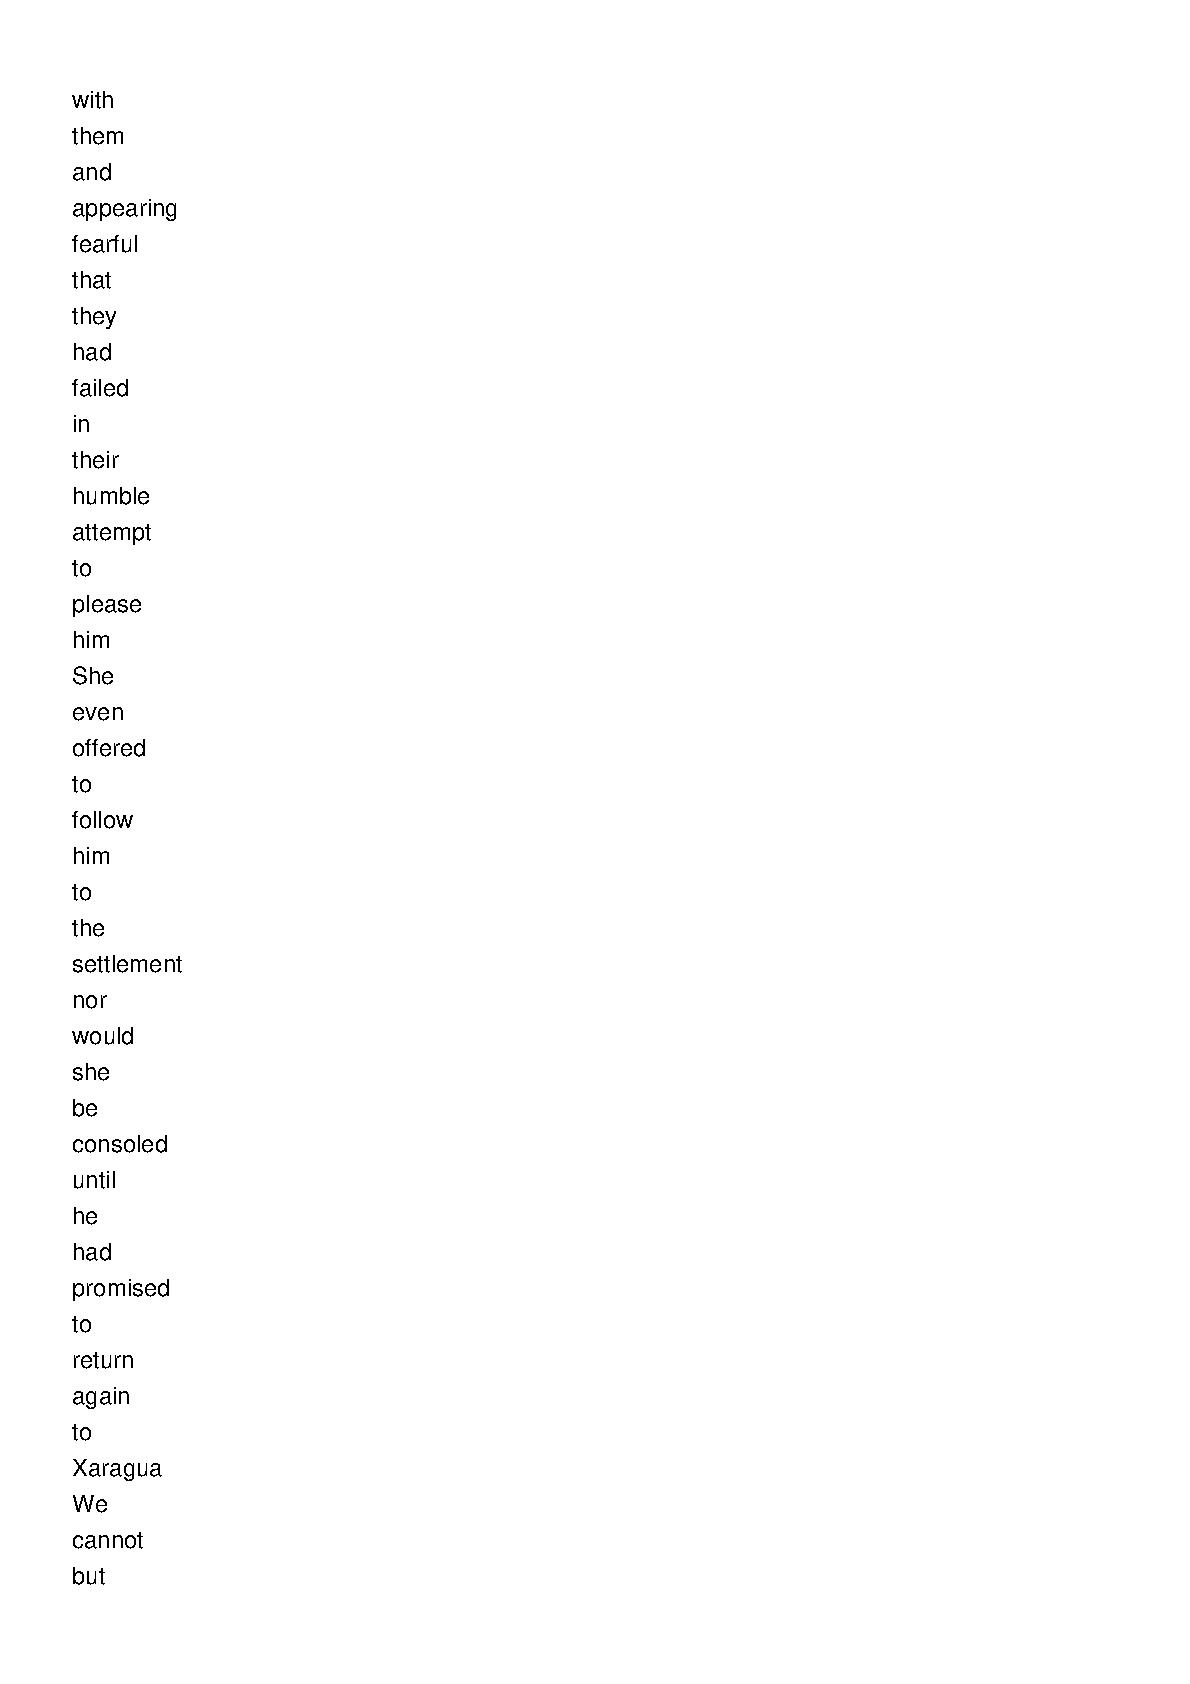 with
them
and
appearing
fearful
that
they
had
failed
in
their
humble
attempt
to
please
him
She
even
offered
to
follow
him
to
the
settlement
nor
would
she
be
consoled
until
he
had
promised
to
return
again
to
Xaragua
We
cannot
but